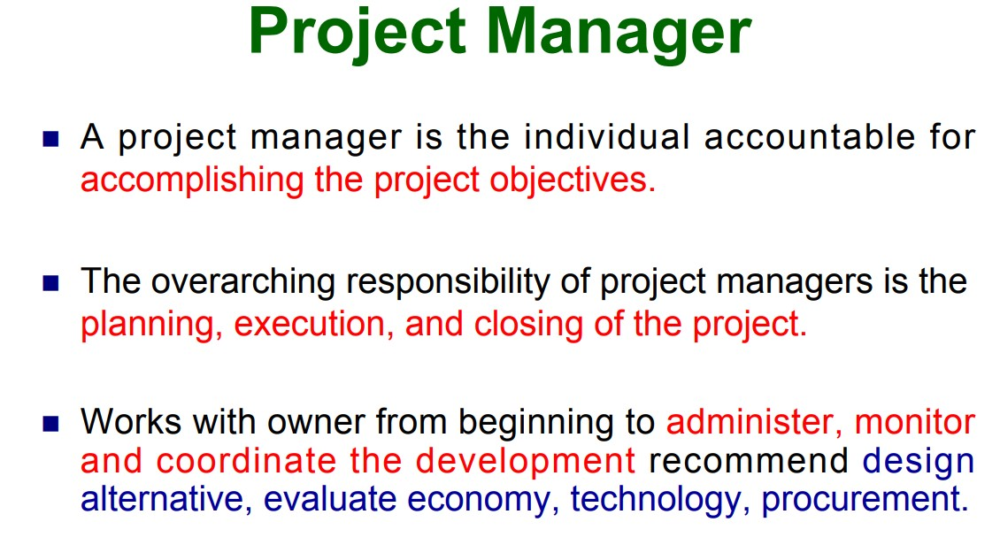 Project Manager
A project manager is the individual accountable for
accomplishing the project objectives.
The overarching responsibility of project managers is the
planning, execution, and closing of the project.
Works with owner from beginning to administer, monitor
and coordinate the development recommend design
alternative, evaluate economy, technology, procurement.